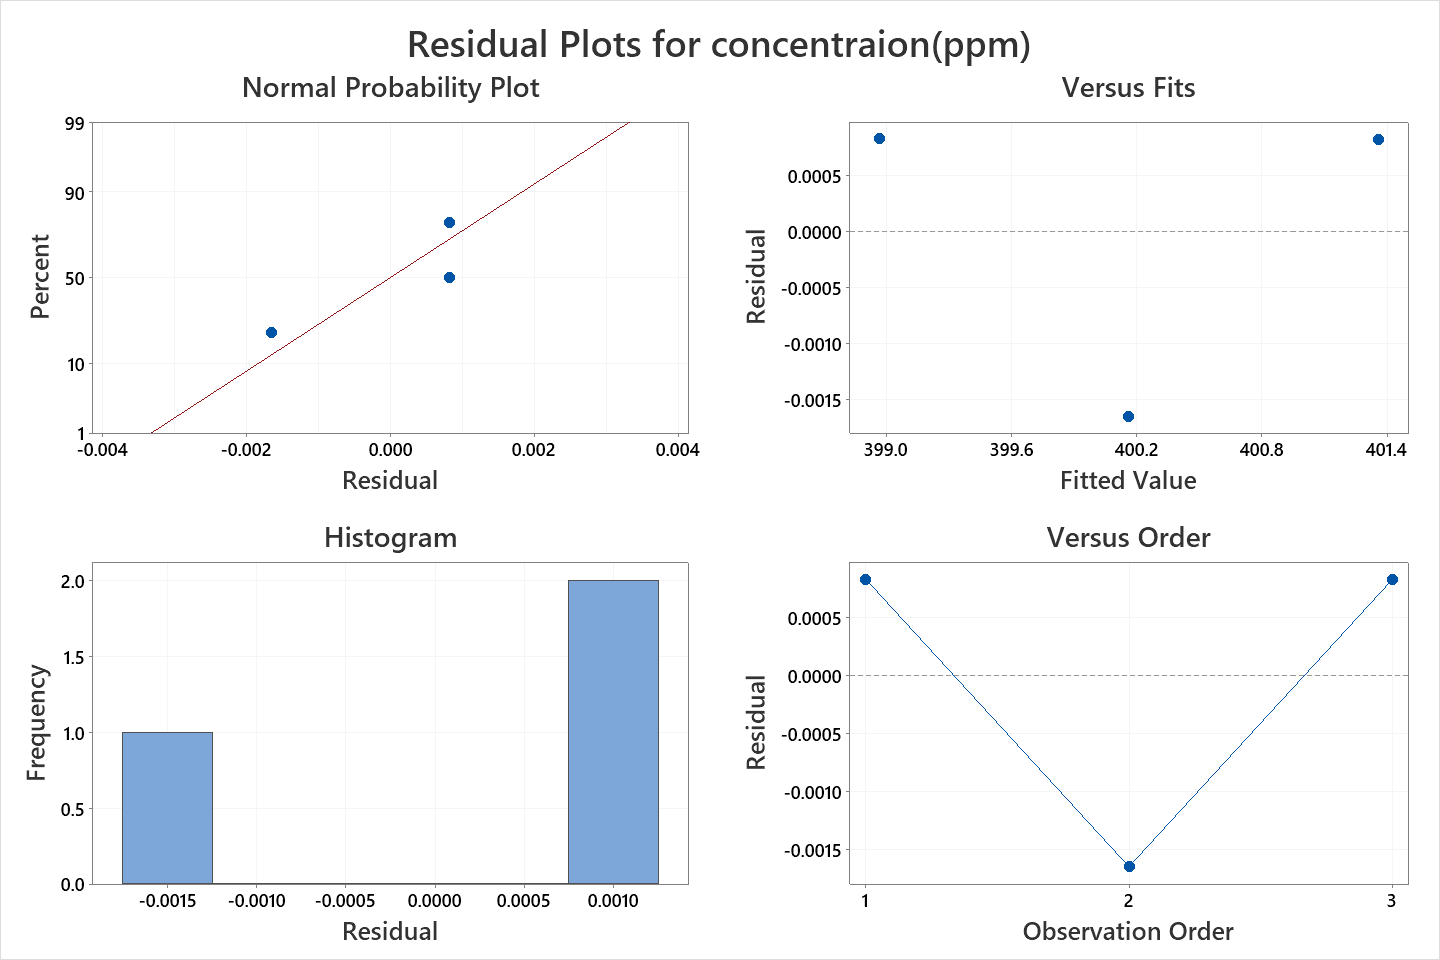 Residual Plots for concentraion(ppm)
Normal Probability Plot
99
90
50
10
1
Percent
-0.004 -0.002 0.000 0.002 0.004
Residual
Versus Fits
0.0005
0.0000
-0.0005
-0.0010
-0.0015
Residual
399.0 399.6 400.2 400.8 401.4
Fitted Value
Histogram
2.0
1.5
1.0
0.5
0.0
Frequency
-0.0015 -0.0010 -0.0005 0.0000 0.0005 0.0010
Residual
Versus Order
0.0005
0.0000
-0.0005
-0.0010
-0.0015
Residual
1 2 3
Observation Order